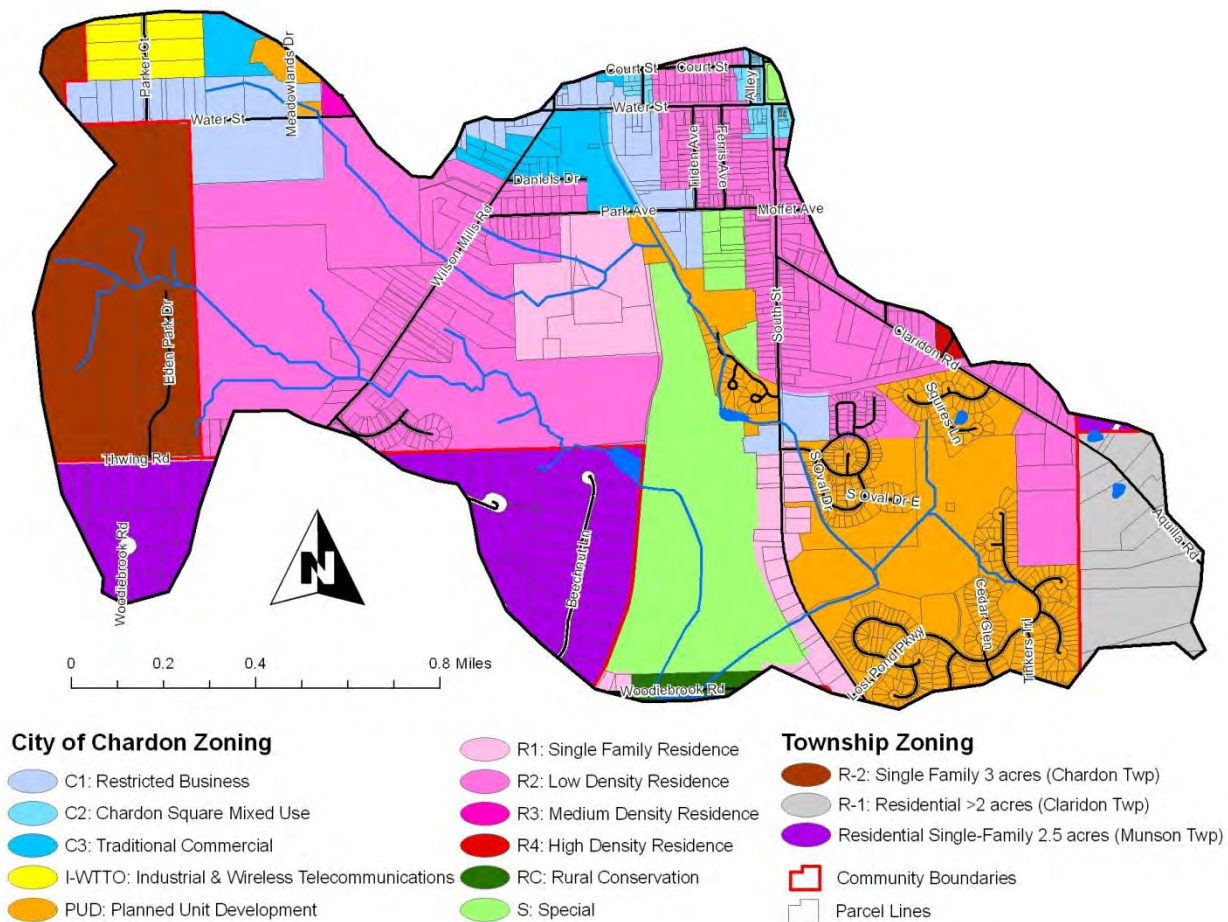 Parker Ct
Meadowlands Dr
Water St
Court St
Court St
Alley
Water St
Tilden Ave
Ferris Ave
Daniels Dr
Park Ave
Moffet Ave
Wilson Mills Rd
South St
Eden Park Dr
Claridon Rd
Squires Ln
Thwing Rd
S Oval Dr
S Oval Dr E
Aquilla Rd
Woodiebrook Rd
N
Beechnut Ln
Cedar Glen
Tinkers Trl
Lost Pond Pkwy
Woodiebrook Rd
0 0.2 0.4 0.8 Miles
City of Chardon Zoning
C1: Restricted Business
C2: Chardon Square Mixed Use
C3: Traditional Commercial
I-WTTO: Industrial & Wireless Telecommunications
PUD: Planned Unit Development
R1: Single Family Residence
R2: Low Density Residence
R3: Medium Density Residence
R4: High Density Residence
RC: Rural Conservation
S: Special
Township Zoning
R-2: Single Family 3 acres (Chardon Twp)
R-1: Residential >2 acres (Claridon Twp)
Residential Single-Family 2.5 acres (Munson Twp)
Community Boundaries
Parcel Lines